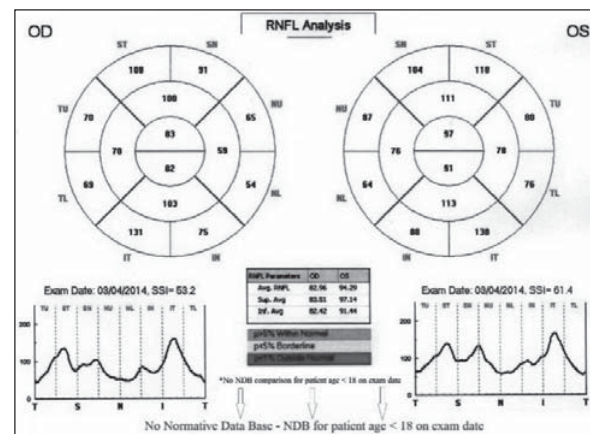 RNFL Analysis
OD
OS
ST SN
108 91
TU NU
70 100 65
83
70 59
82
69 103 54
TL NL
131 75
IT IN
SN ST
104 118
NU TU
87 111 80
97
76 78
91
64 113 76
NL TL
88 138
IN IT
Exam Date: 03/04/2014, SSI= 53.2
TU ST SN NU NL IN IT TL
200
100
0
T S N I T
RNFL Parameters OD OS
Avg. RNFL 82.96 94.29
Sup. Avg 83.51 97.14
Inf. Avg 82.42 91.44
p>5% Within Normal
p<5% Borderline
p<1% Outside Normal
*No NDB comparison for patient age < 18 on exam date
Exam Date: 03/04/2014, SSI= 61.4
TU ST SN NU NL IN IT TL
200
100
0
T S N I T
No Normative Data Base - NDB for patient age < 18 on exam date